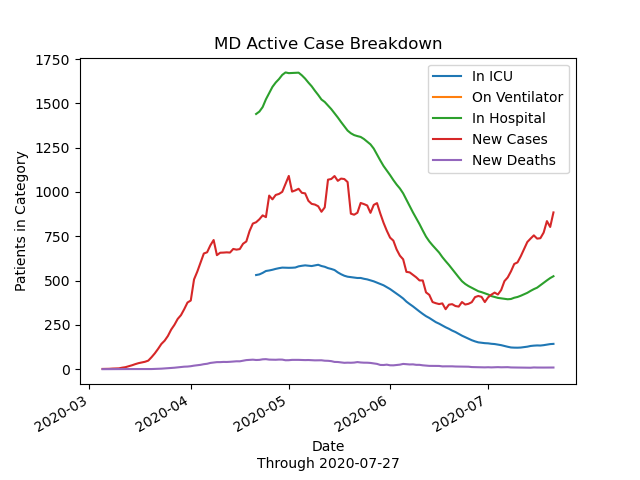 MD Active Case Breakdown
1750
1500
1250
1000
750
500
250
0
Patients in Category
In ICU
On Ventilator
In Hospital
New Cases
New Deaths
2020-03
2020-04
2020-05
2020-06
2020-07
Date
Through 2020-07-27